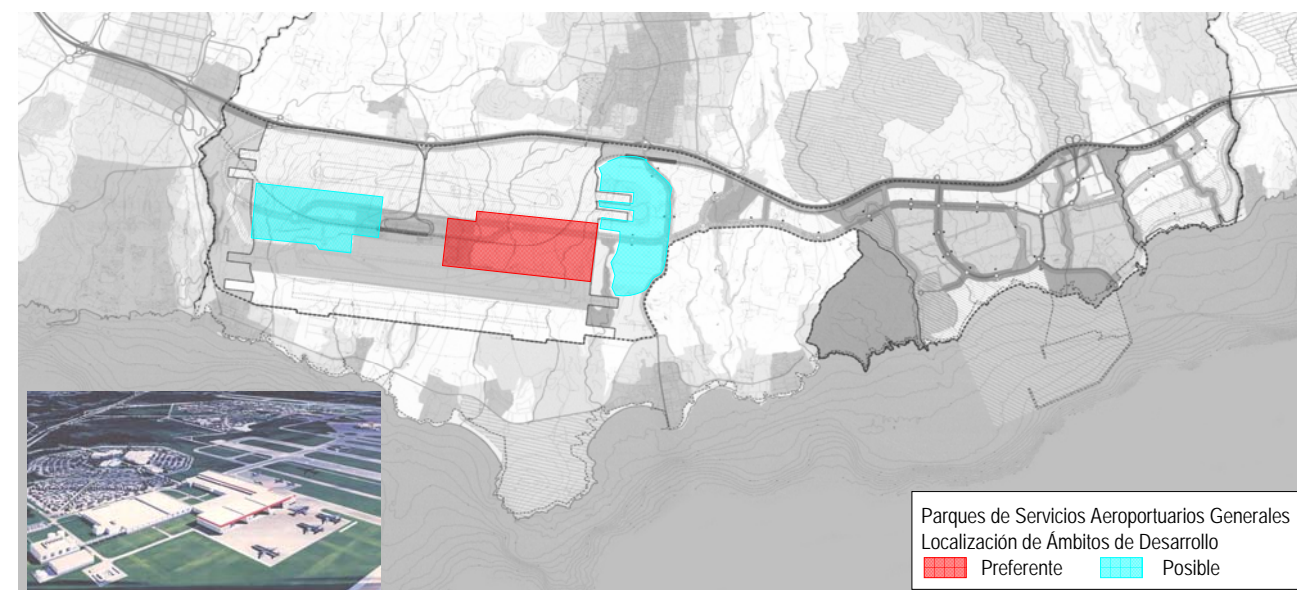 Parques de Servicios Aeroportuarios Generales
Localización de Ámbitos de Desarrollo
Preferente Posible